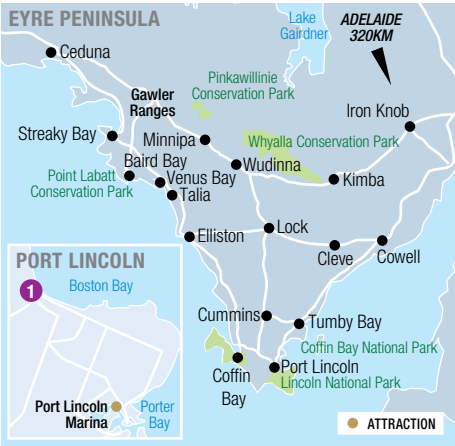 EYRE PENINSULA
Lake
Gairdner
ADELAIDE
320KM
Ceduna
Pinkawillinie
Conservation Park
Gawler
Ranges
Iron Knob
Streaky Bay
Minnipa
Whyalla Conservation Park
Baird Bay
Wudinna
Point Labatt
Conservation Park
Venus Bay
Kimba
Talia
Elliston
Lock
Cleve
Cowell
PORT LINCOLN
1
Boston Bay
Cummins
Tumby Bay
Coffin Bay National Park
Coffin
Bay
Port Lincoln
Lincoln National Park
Port Lincoln
Marina
Porter
Bay
ATTRACTION